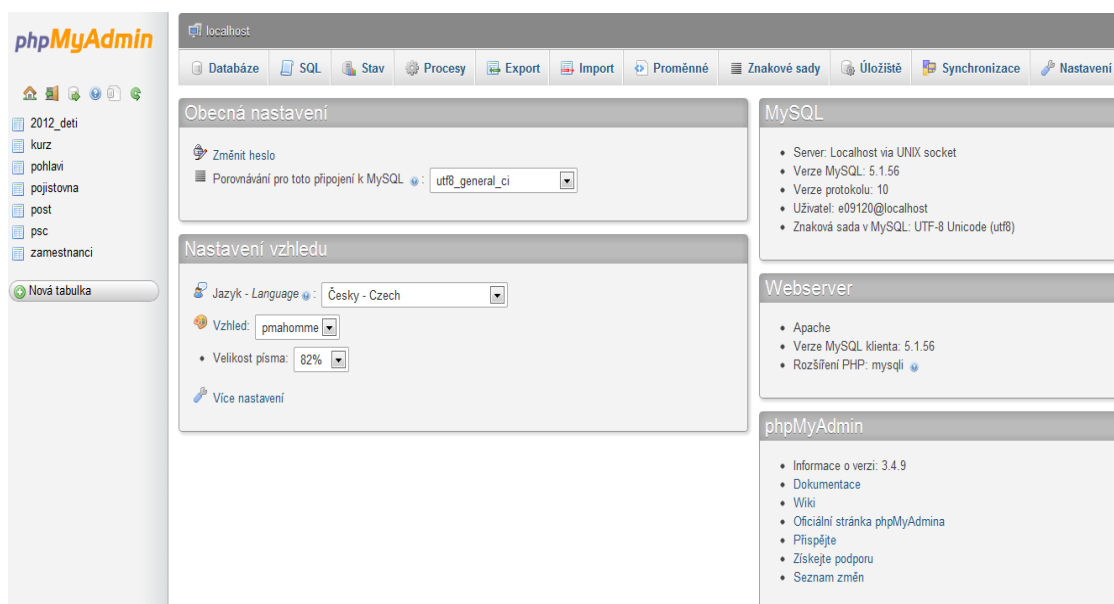 phpMyAdmin
2012_deti
kurz
pohlavi
pojistovna
post
psc
zamestnanci
Nová tabulka
localhost
Databáze SQL Stav Procesy Export Import Proměnné Znakové sady Úložiště Synchronizace Nastavení
Obecná nastavení
Změnit heslo
Porovnávání pro toto připojení k MySQL : utf8_general_ci
Nastavení vzhledu
Jazyk - Language : Česky - Czech
Vzhled: pmahomme
• Velikost písma: 82%
Více nastavení
MySQL
• Server: Localhost via UNIX socket
• Verze MySQL: 5.1.56
• Verze protokolu: 10
• Uživatel: e09120@localhost
• Znaková sada v MySQL: UTF-8 Unicode (utf8)
Webserver
• Apache
• Verze MySQL klienta: 5.1.56
• Rozšíření PHP: mysqli
phpMyAdmin
• Informace o verzi: 3.4.9
• Dokumentace
• Wiki
• Oficiální stránka phpMyAdmina
• Přispějte
• Získejte podporu
• Seznam změn